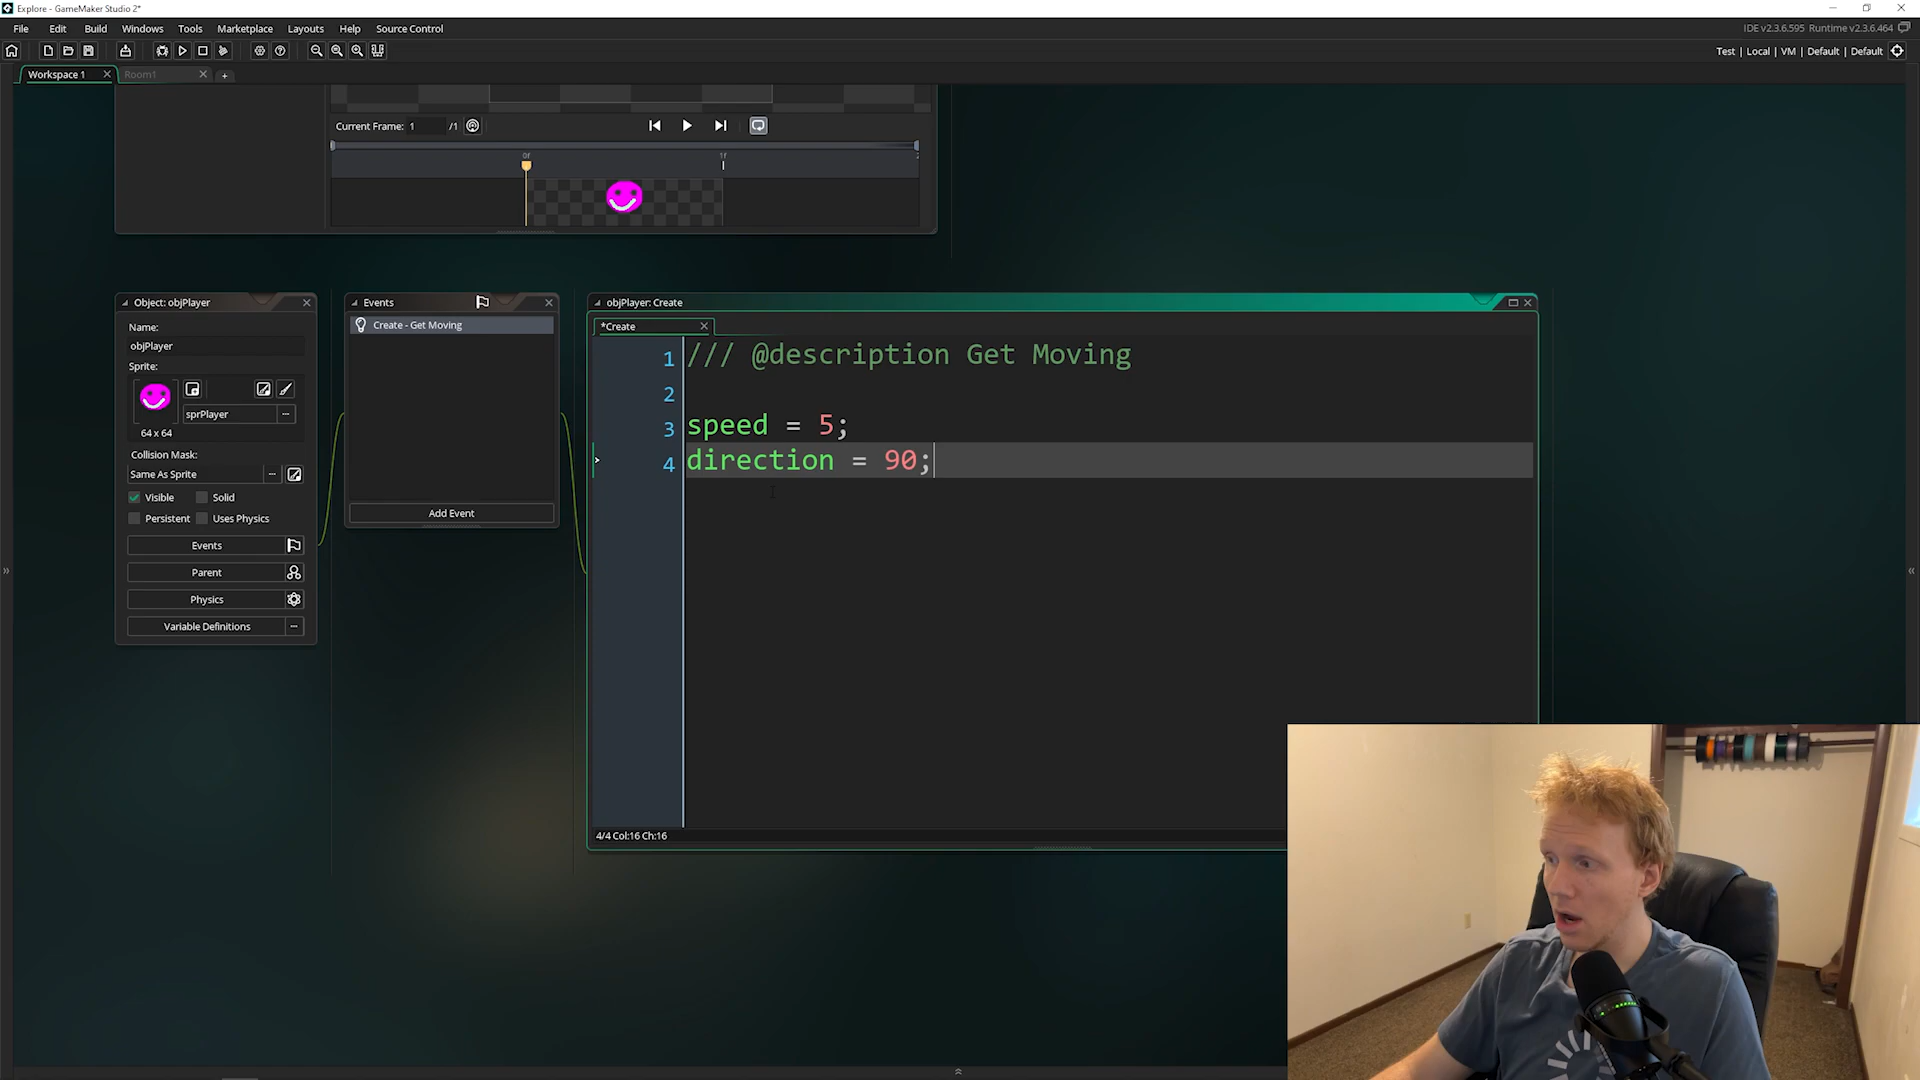 Explore - GameMaker Studio 2*
File Edit Build Windows Tools Marketplace Layouts Help Source Control
IDE v2.3.6.595 Runtime v2.3.6.464
Test | Local | VM | Default | Default
Workspace 1
Room1
Current Frame: 1 /1
0f 1f
Object: objPlayer
Name:
objPlayer
Sprite:
sprPlayer
64 x 64
Collision Mask:
Same As Sprite
Visible Solid
Persistent Uses Physics
Events
Parent
Physics
Variable Definitions
Events
Create - Get Moving
Add Event
objPlayer: Create
*Create
1 /// @description Get Moving
2
3 speed = 5;
4 direction = 90;
4/4 Col:16 Ch:16